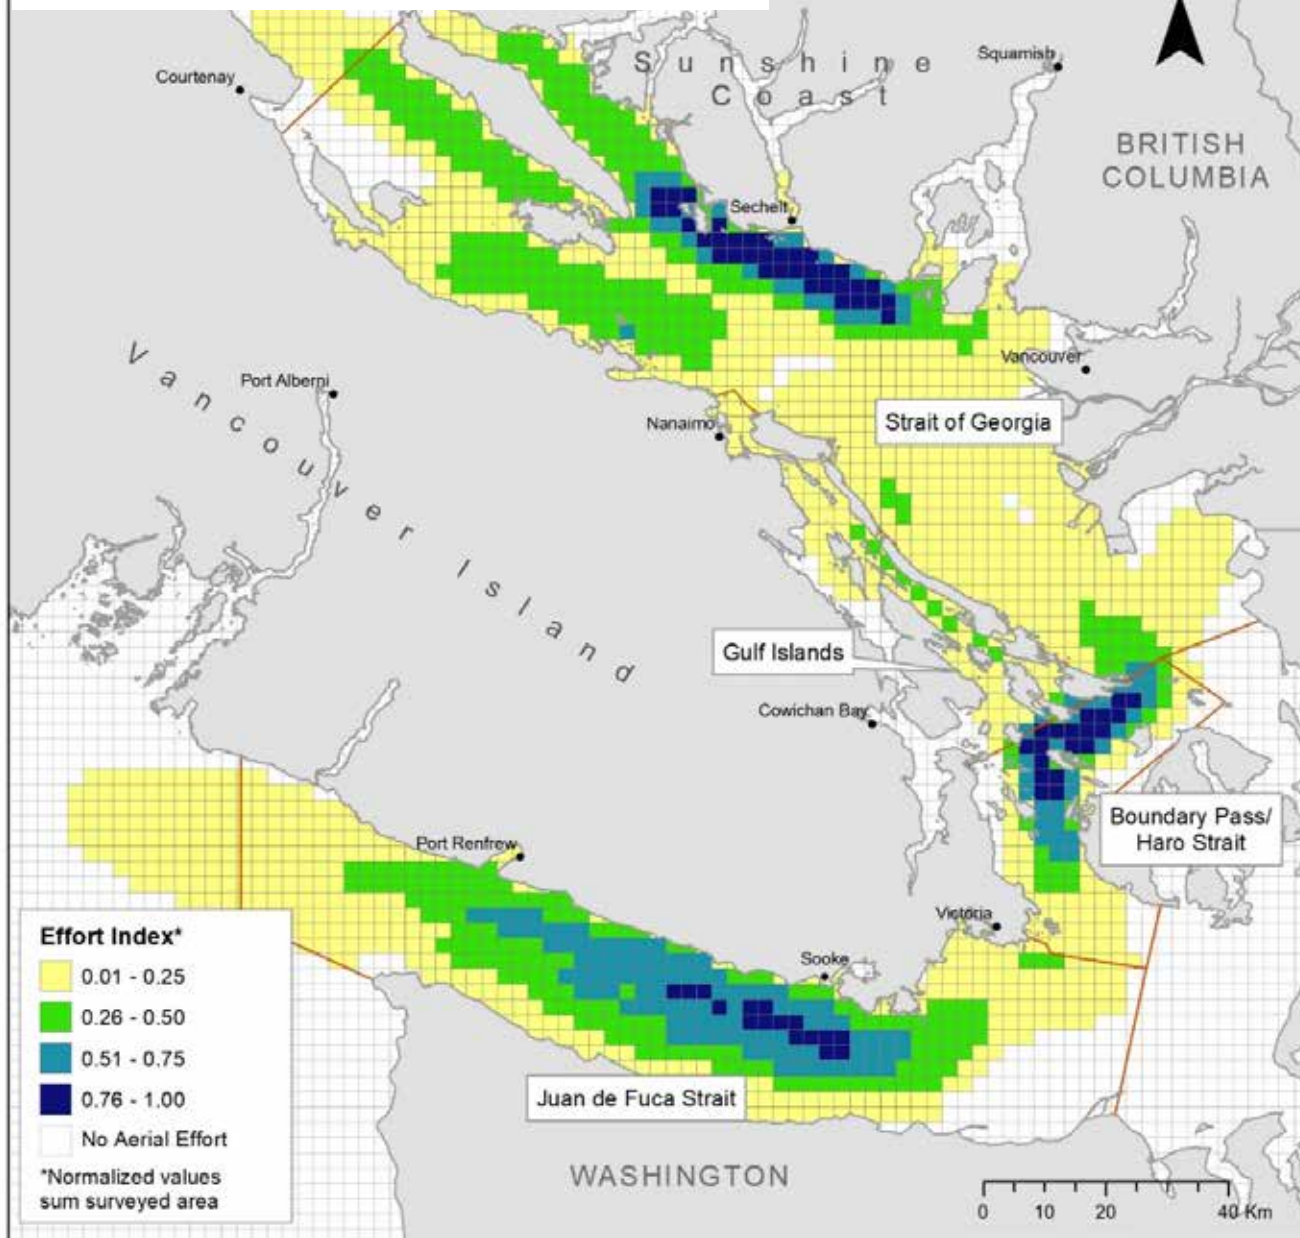 Sunshine
Coast
Squamish
Courtenay
BRITISH
COLUMBIA
Sechelt
Vancouver
Port Alberni
Strait of Georgia
Nanaimo
Vancouver Island
Gulf Islands
Cowichan Bay
Boundary Pass/
Haro Strait
Port Renfrew
Victoria
Sooke
Effort Index*
0.01 - 0.25
0.26 - 0.50
0.51 - 0.75
0.76 - 1.00
No Aerial Effort
*Normalized values
sum surveyed area
Juan de Fuca Strait
WASHINGTON
0 10 20 40 Km